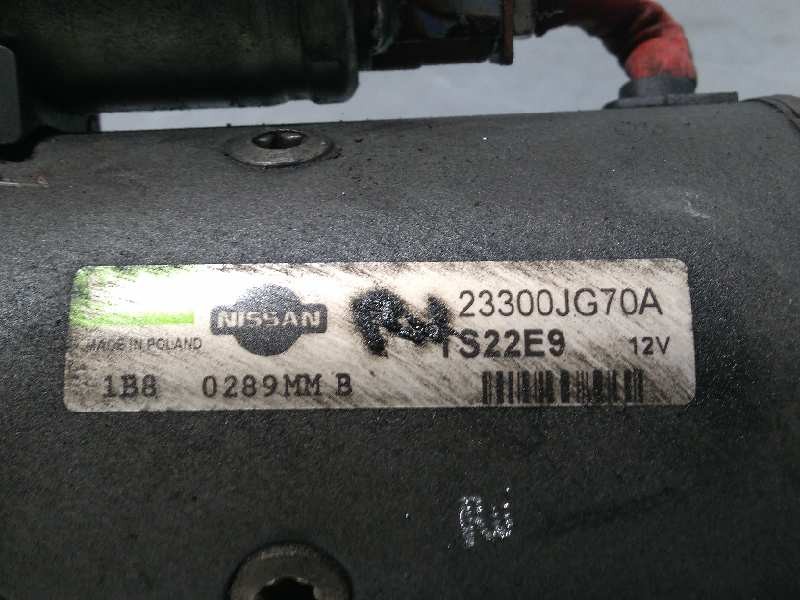 MADE IN POLAND
NISSAN
23300JG70A
TS22E9 12V
1B8 0289MM B